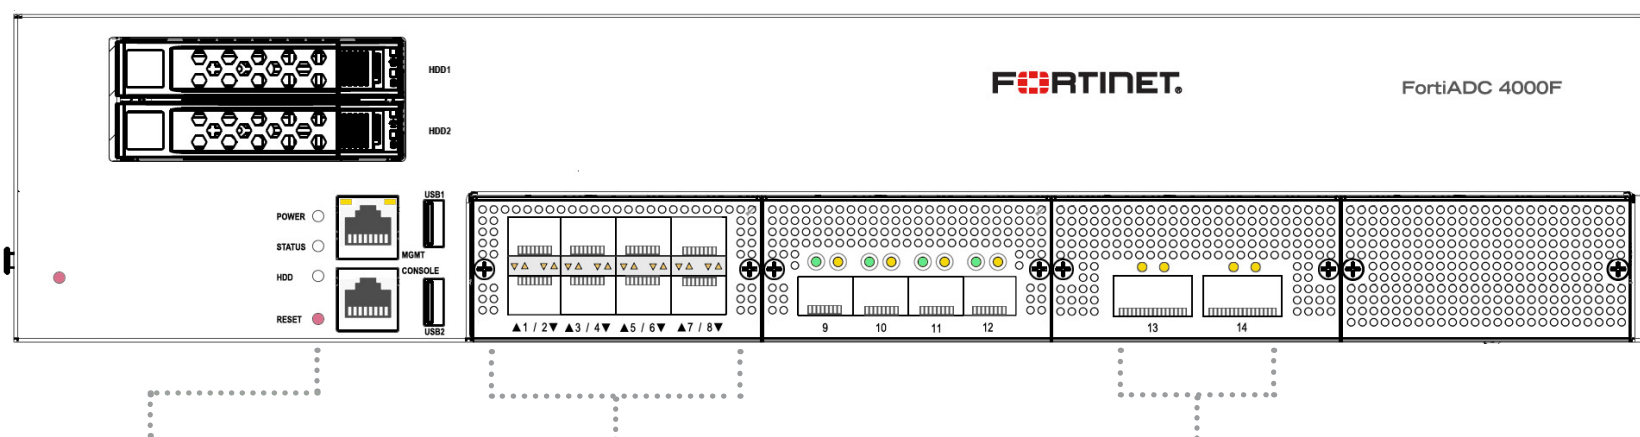 HDD1
FORTINET®
FortiADC 4000F
HDD2
USB1
POWER
STATUS
MGMT
HDD
CONSOLE
RESET
USB2
▲1 / 2▼ ▲3 / 4▼ ▲5 / 6▼ ▲7 / 8▼
9 10 11 12
13 14